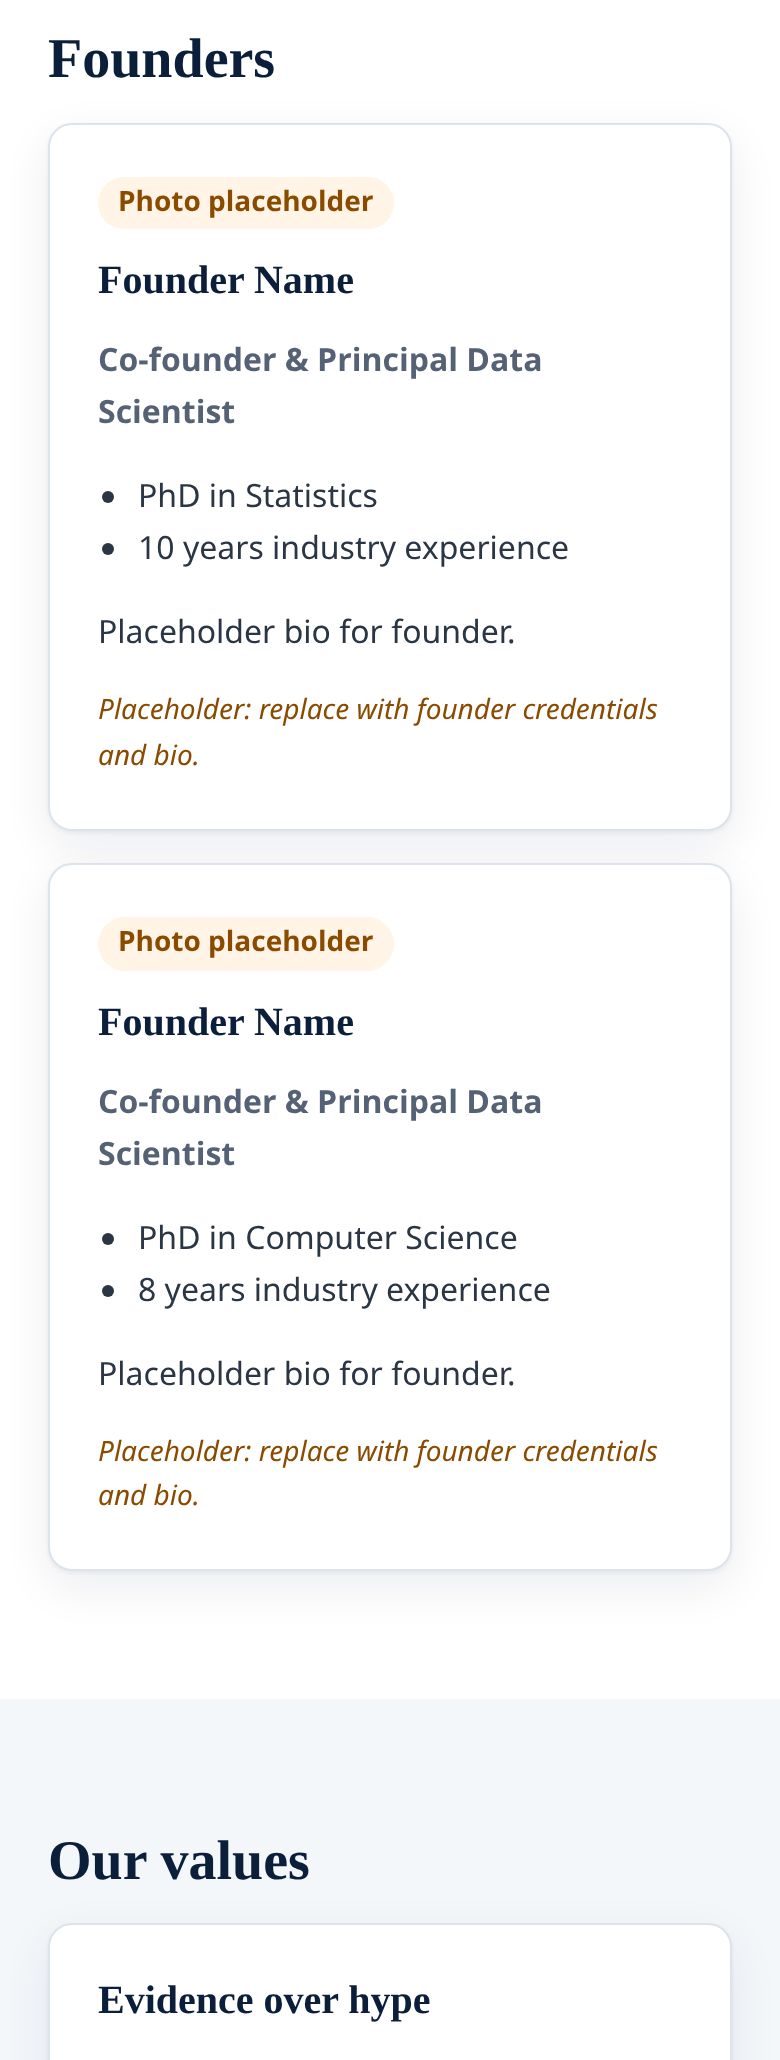 Founders
Photo placeholder
Founder Name
Co-founder & Principal Data
Scientist
• PhD in Statistics
• 10 years industry experience
Placeholder bio for founder.
Placeholder: replace with founder credentials
and bio.
Photo placeholder
Founder Name
Co-founder & Principal Data
Scientist
• PhD in Computer Science
• 8 years industry experience
Placeholder bio for founder.
Placeholder: replace with founder credentials
and bio.
Our values
Evidence over hype